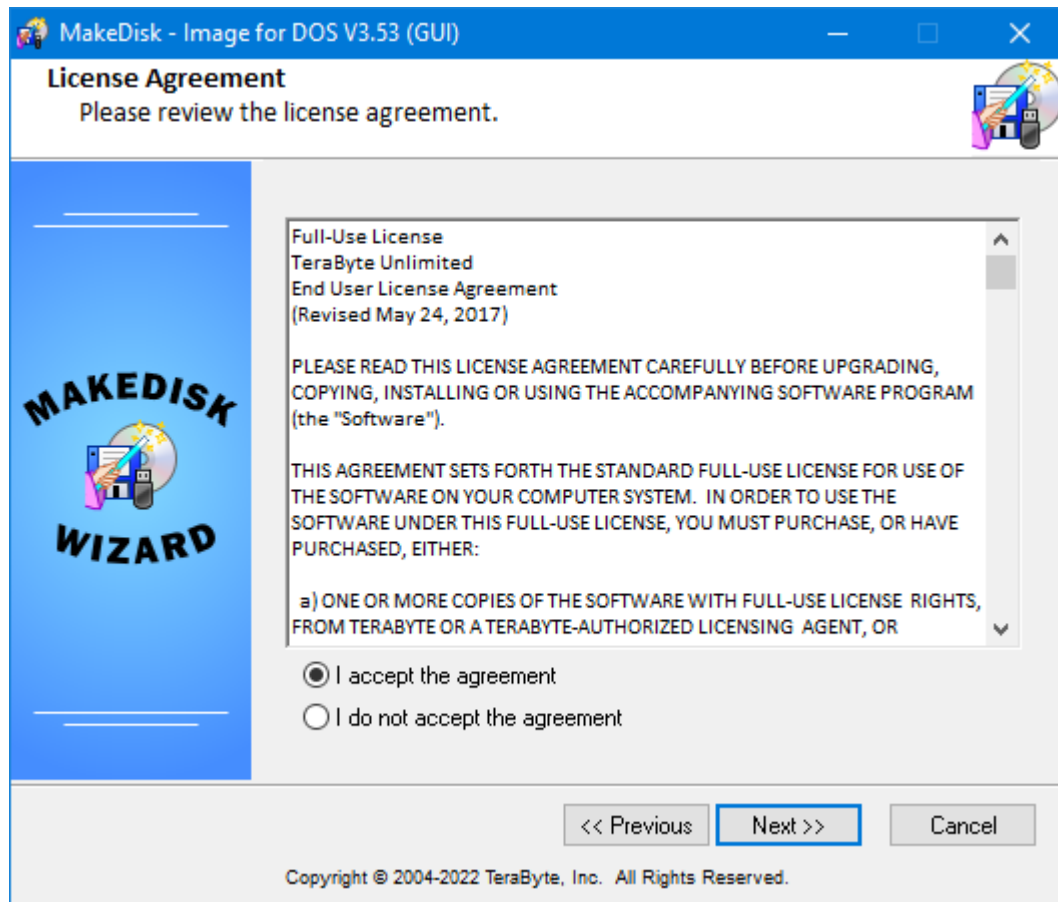 MakeDisk - Image for DOS V3.53 (GUI)
License Agreement
Please review the license agreement.
MAKEDISK
WIZARD
Full-Use License
TeraByte Unlimited
End User License Agreement
(Revised May 24, 2017)
PLEASE READ THIS LICENSE AGREEMENT CAREFULLY BEFORE UPGRADING,
COPYING, INSTALLING OR USING THE ACCOMPANYING SOFTWARE PROGRAM
(the "Software").
THIS AGREEMENT SETS FORTH THE STANDARD FULL-USE LICENSE FOR USE OF
THE SOFTWARE ON YOUR COMPUTER SYSTEM.  IN ORDER TO USE THE
SOFTWARE UNDER THIS FULL-USE LICENSE, YOU MUST PURCHASE, OR HAVE
PURCHASED, EITHER:
a) ONE OR MORE COPIES OF THE SOFTWARE WITH FULL-USE LICENSE RIGHTS,
FROM TERABYTE OR A TERABYTE-AUTHORIZED LICENSING AGENT, OR
I accept the agreement
I do not accept the agreement
<< Previous
Next >>
Cancel
Copyright © 2004-2022 TeraByte, Inc.  All Rights Reserved.